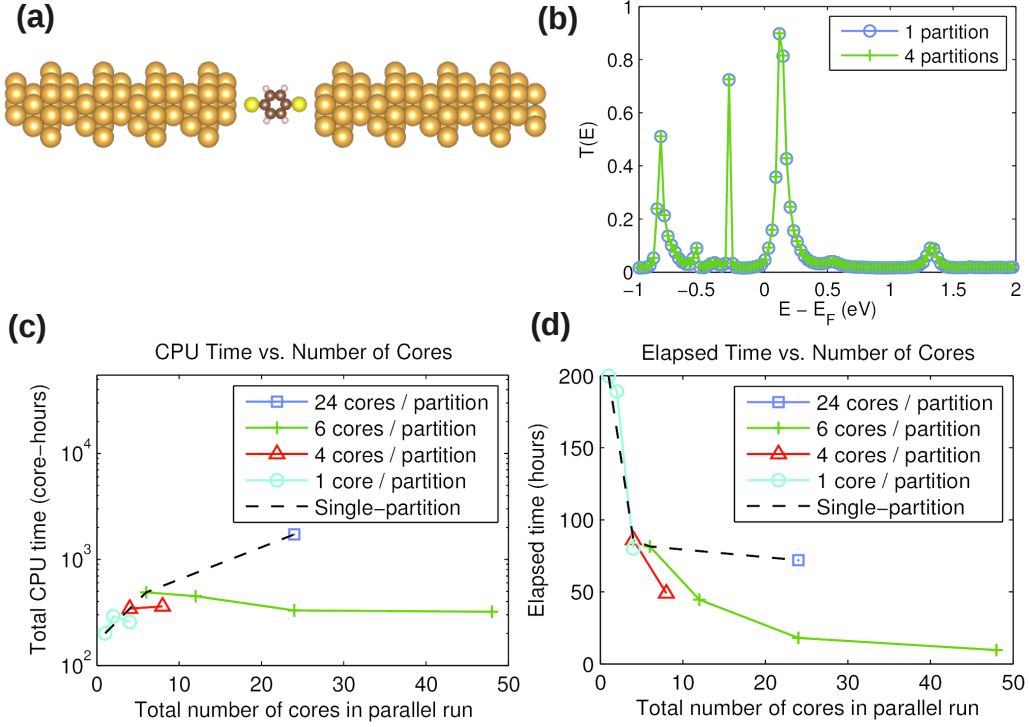 (a)
(b)
1 partition
4 partitions
T(E)
1
0.8
0.6
0.4
0.2
0
−1
−0.5
0
0.5
1
1.5
2
E − E_F (eV)
(c)
CPU Time vs. Number of Cores
24 cores / partition
6 cores / partition
4 cores / partition
1 core / partition
Single−partition
Total CPU time (core−hours)
10^4
10^3
10^2
0
10
20
30
40
50
Total number of cores in parallel run
(d)
Elapsed Time vs. Number of Cores
24 cores / partition
6 cores / partition
4 cores / partition
1 core / partition
Single−partition
Elapsed time (hours)
200
150
100
50
0
0
10
20
30
40
50
Total number of cores in parallel run